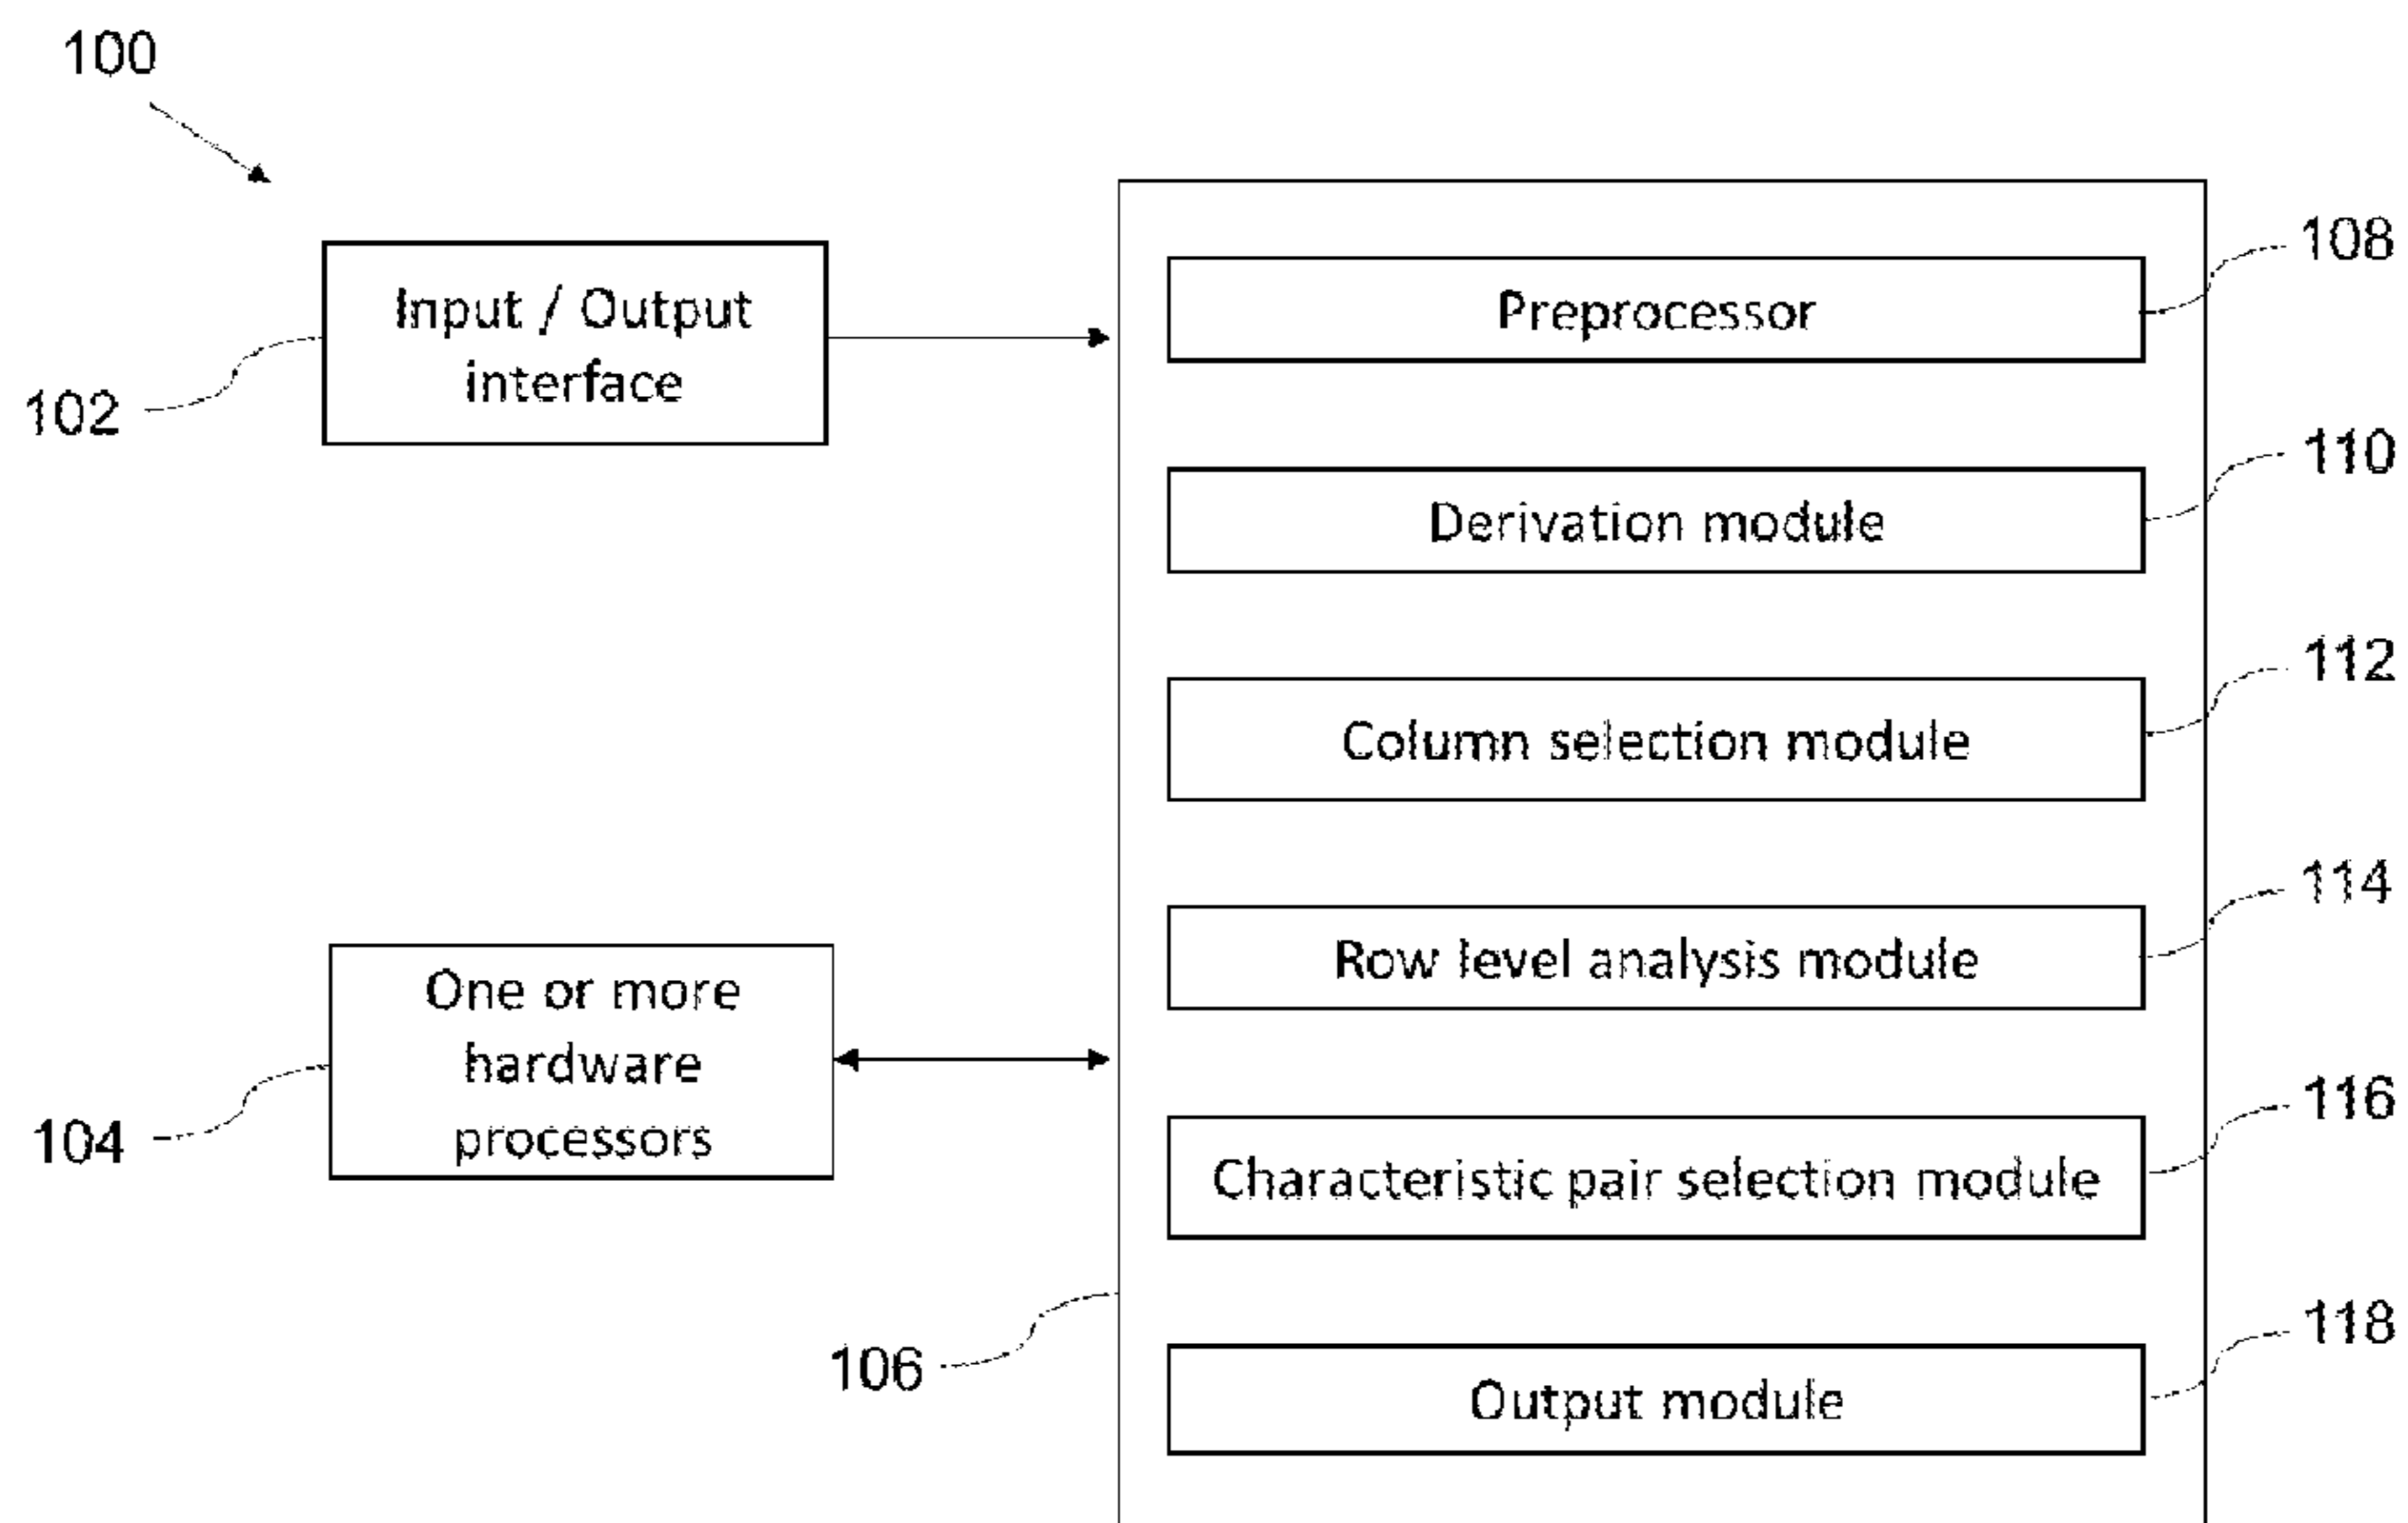 100
108
Input / Output
interface
Preprocessor
102
110
Derivation module
112
Column selection module
114
Row level analysis module
One or more
hardware
processors
104
116
Characteristic pair selection module
106
118
Output module